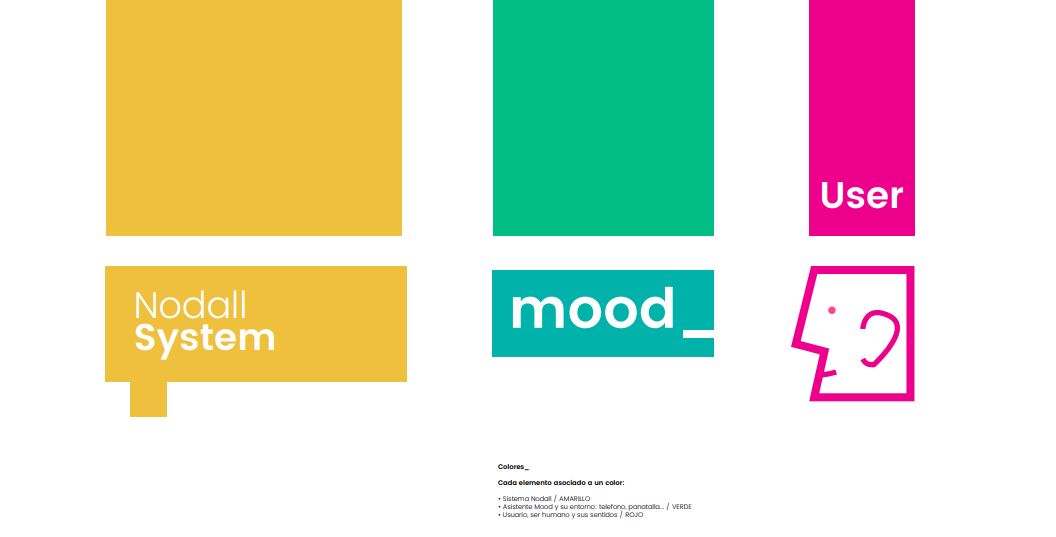 User
Nodall
System
mood_
Colores_
Cada elemento asociado a un color:
• Sistema Nodall / AMARILLO
• Asistente Mood y su entorno: telefono, panatalla... / VERDE
• Usuario, ser humano y sus sentidos / ROJO